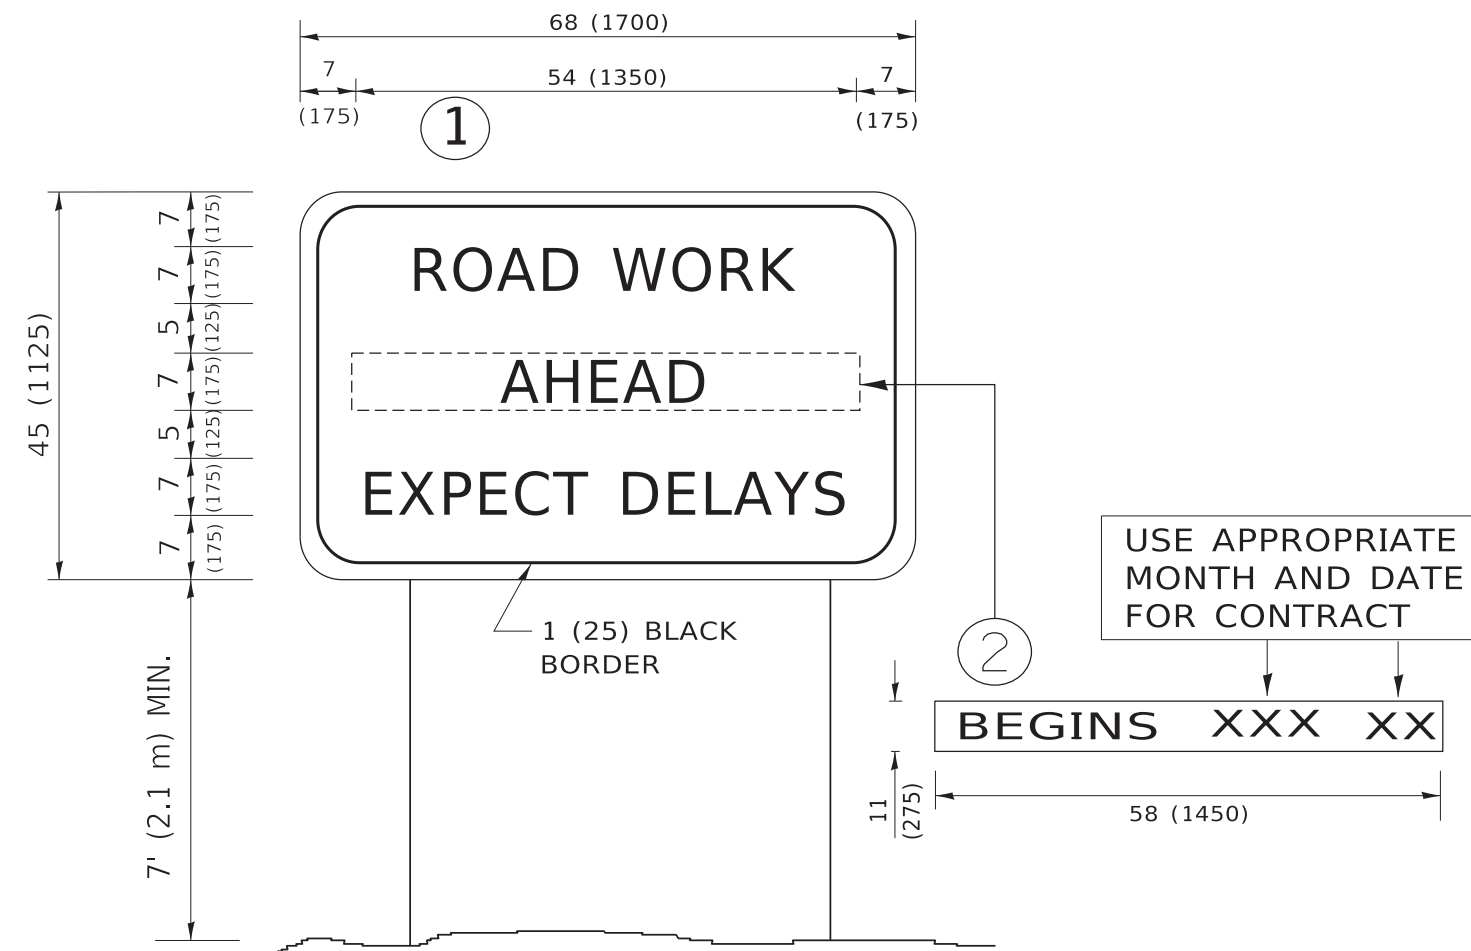 68 (1700)
7
54 (1350)
7
(175)
(175)
1
7
(175)
7
(175)
5
(125)
7
(175)
5
(125)
7
(175)
7
(175)
45 (1125)
ROAD WORK
AHEAD
EXPECT DELAYS
1 (25) BLACK
BORDER
7' (2.1 m) MIN.
2
USE APPROPRIATE
MONTH AND DATE
FOR CONTRACT
BEGINS XXX XX
11
(275)
58 (1450)